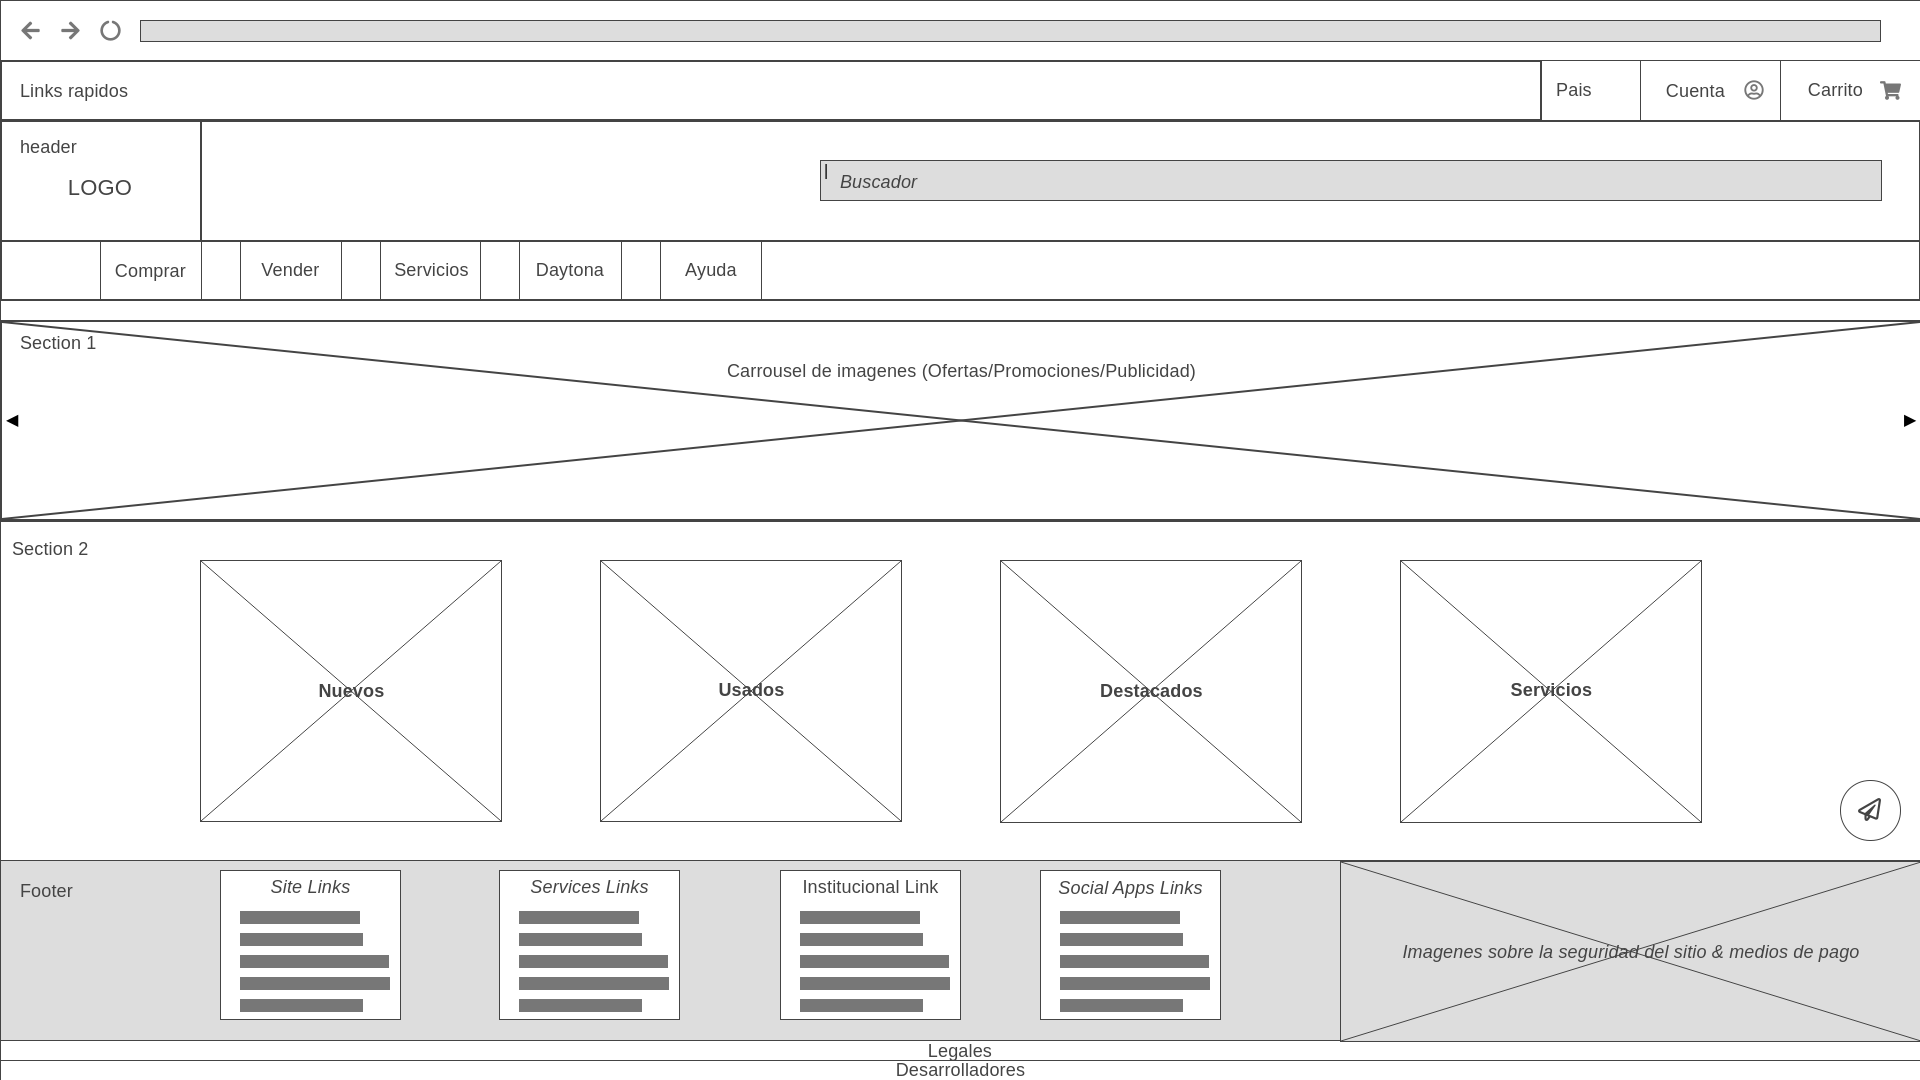 Links rapidos
Pais
Cuenta
Carrito
header
LOGO
Buscador
Comprar
Vender
Servicios
Daytona
Ayuda
Section 1
Carrousel de imagenes (Ofertas/Promociones/Publicidad)
Section 2
Nuevos
Usados
Destacados
Servicios
Footer
Site Links
Services Links
Institucional Link
Social Apps Links
Imagenes sobre la seguridad del sitio & medios de pago
Legales
Desarrolladores